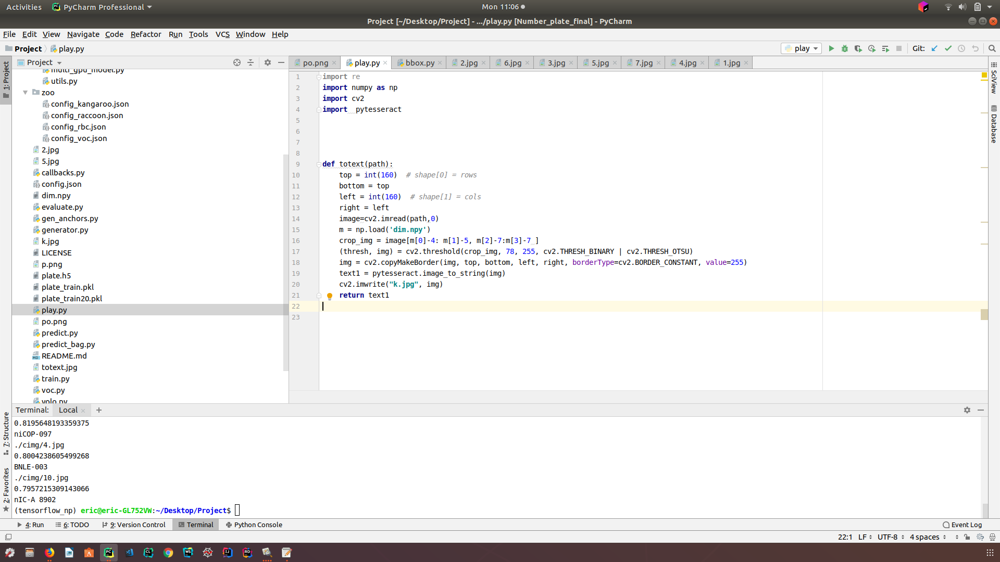 Activities PyCharm Professional Mon 11:06
Project [~/Desktop/Project] - .../play.py [Number_plate_final] - PyCharm
File Edit View Navigate Code Refactor Run Tools VCS Window Help
Project play.py play Git:
1: Project
Project
multi_gpu_model.py
utils.py
zoo
config_kangaroo.json
config_raccoon.json
config_rbc.json
config_voc.json
2.jpg
5.jpg
callbacks.py
config.json
dim.npy
evaluate.py
gen_anchors.py
generator.py
k.jpg
LICENSE
p.png
plate.h5
plate_train.pkl
plate_train20.pkl
play.py
po.png
predict.py
predict_bag.py
README.md
totext.jpg
train.py
voc.py
yolo.py
po.png play.py bbox.py 2.jpg 6.jpg 3.jpg 5.jpg 7.jpg 4.jpg 1.jpg
1 import re
2 import numpy as np
3 import cv2
4 import  pytesseract
5
6
7
8
9 def totext(path):
10     top = int(160)  # shape[0] = rows
11     bottom = top
12     left = int(160)  # shape[1] = cols
13     right = left
14     image=cv2.imread(path,0)
15     m = np.load('dim.npy')
16     crop_img = image[m[0]-4: m[1]-5, m[2]-7:m[3]-7 ]
17     (thresh, img) = cv2.threshold(crop_img, 78, 255, cv2.THRESH_BINARY | cv2.THRESH_OTSU)
18     img = cv2.copyMakeBorder(img, top, bottom, left, right, borderType=cv2.BORDER_CONSTANT, value=255)
19     text1 = pytesseract.image_to_string(img)
20     cv2.imwrite("k.jpg", img)
21     return text1
22
23
SciView
Database
7: Structure
2: Favorites
Terminal: Local +
0.8195648193359375
niCOP-097
./cimg/4.jpg
0.8004238605499268
BNLE-003
./cimg/10.jpg
0.7957215309143066
nIC-A 8902
(tensorflow_np) eric@eric-GL752VW:~/Desktop/Project$
4: Run 6: TODO 9: Version Control Terminal Python Console Event Log
22:1 LF UTF-8 4 spaces